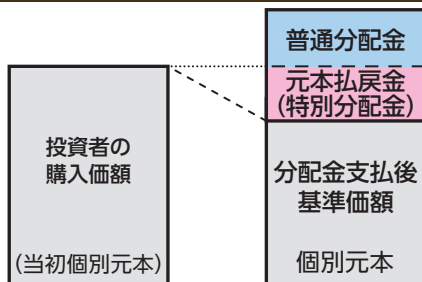 普通分配金
元本払戻金
(特別分配金)
投資者の
購入価額
(当初個別元本)
分配金支払後
基準価額
個別元本